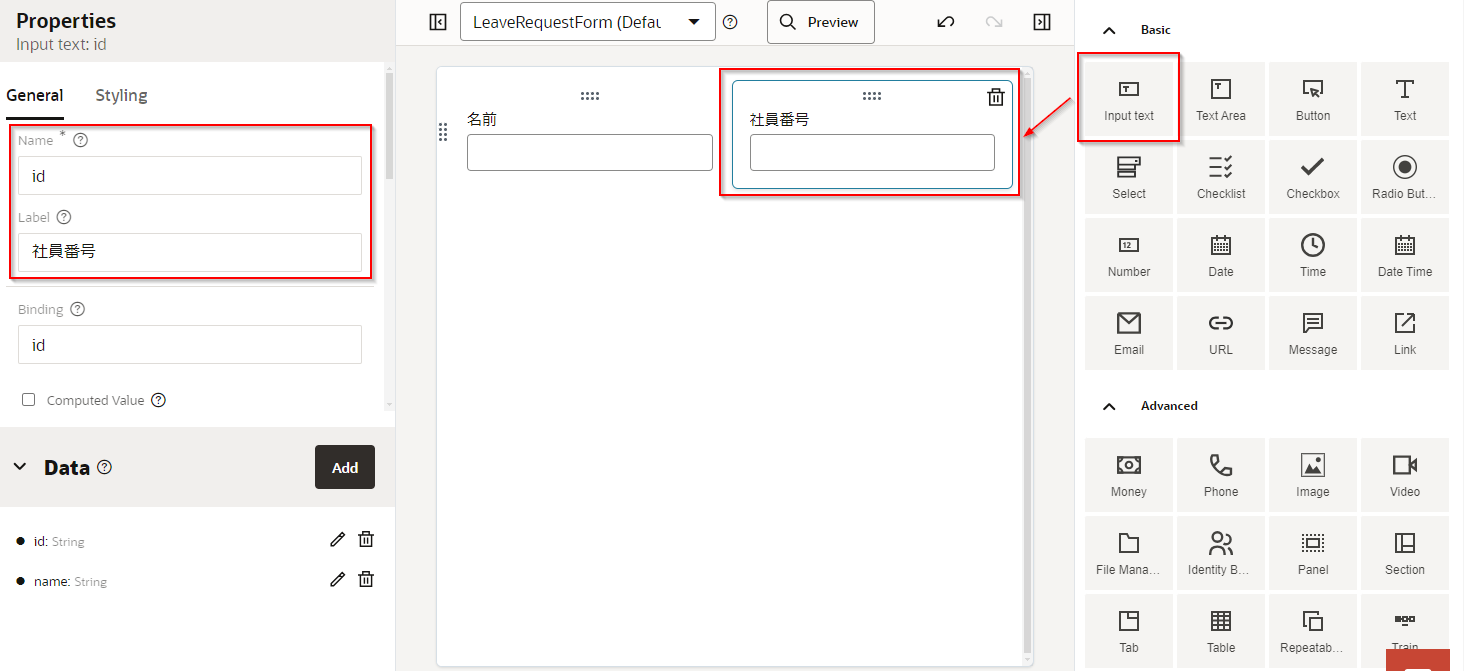 Properties
Input text: id
General
Styling
Name *
id
Label
社員番号
Binding
id
Computed Value
Data
Add
id: String
name: String
LeaveRequestForm (Defau
Preview
名前
社員番号
Basic
Input text
Text Area
Button
Text
Select
Checklist
Checkbox
Radio But...
Number
Date
Time
Date Time
Email
URL
Message
Link
Advanced
Money
Phone
Image
Video
File Mana...
Identity B...
Panel
Section
Tab
Table
Repeatab...
Train